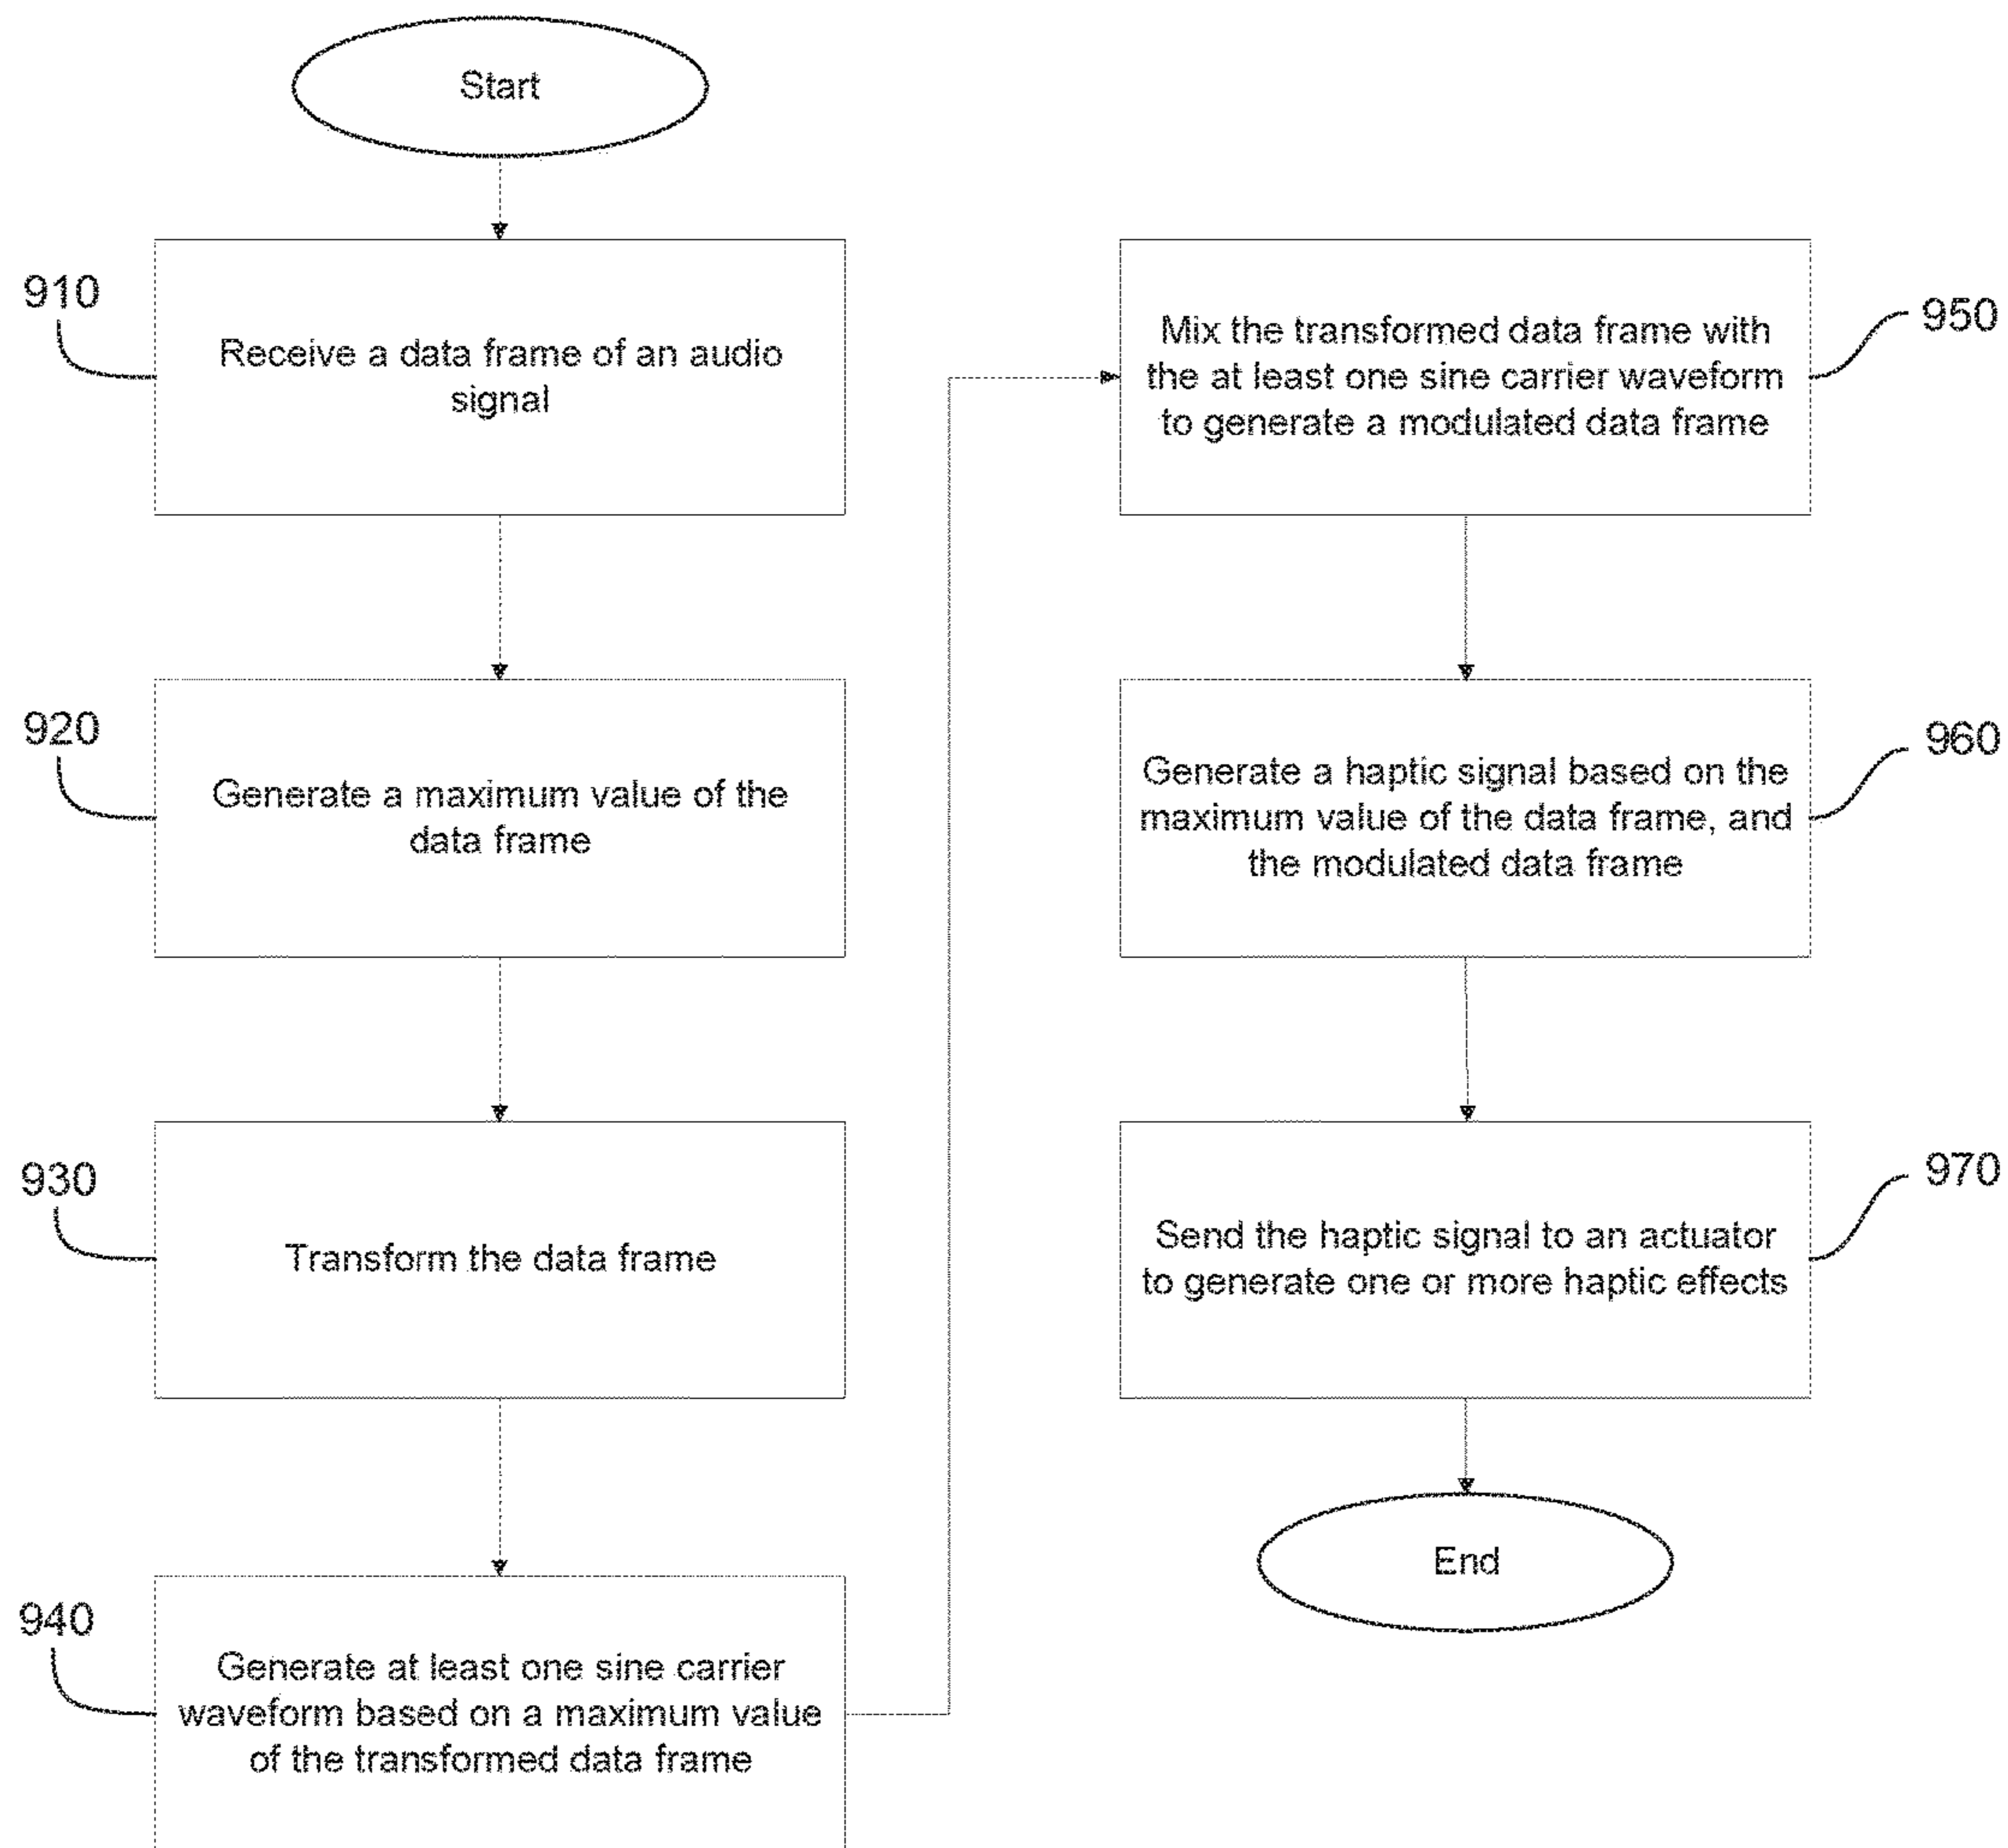 Start
910
Receive a data frame of an audio
signal
920
Generate a maximum value of the
data frame
930
Transform the data frame
940
Generate at least one sine carrier
waveform based on a maximum value
of the transformed data frame
950
Mix the transformed data frame with
the at least one sine carrier waveform
to generate a modulated data frame
960
Generate a haptic signal based on the
maximum value of the data frame, and
the modulated data frame
970
Send the haptic signal to an actuator
to generate one or more haptic effects
End